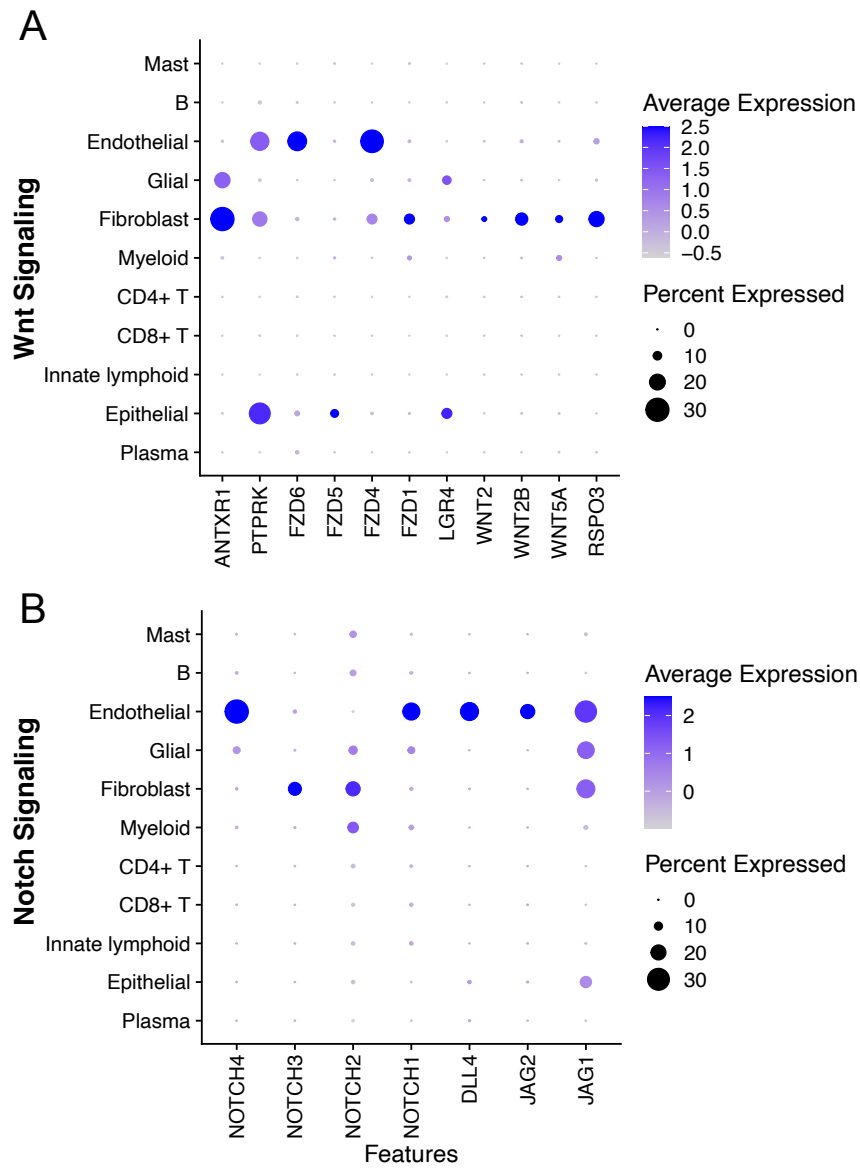 A
Wnt Signaling
Mast
B
Endothelial
Glial
Fibroblast
Myeloid
CD4+ T
CD8+ T
Innate lymphoid
Epithelial
Plasma
ANTXR1
PTPRK
FZD6
FZD5
FZD4
FZD1
LGR4
WNT2
WNT2B
WNT5A
RSPO3
Average Expression
2.5
2.0
1.5
1.0
0.5
0.0
−0.5
Percent Expressed
0
10
20
30
B
Notch Signaling
Mast
B
Endothelial
Glial
Fibroblast
Myeloid
CD4+ T
CD8+ T
Innate lymphoid
Epithelial
Plasma
NOTCH4
NOTCH3
NOTCH2
NOTCH1
DLL4
JAG2
JAG1
Features
Average Expression
2
1
0
Percent Expressed
0
10
20
30